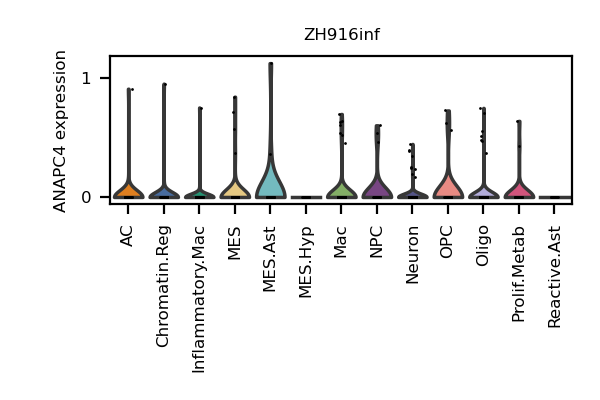 ZH916inf
ANAPC4 expression
1
0
AC
Chromatin.Reg
Inflammatory.Mac
MES
MES.Ast
MES.Hyp
Mac
NPC
Neuron
OPC
Oligo
Prolif.Metab
Reactive.Ast